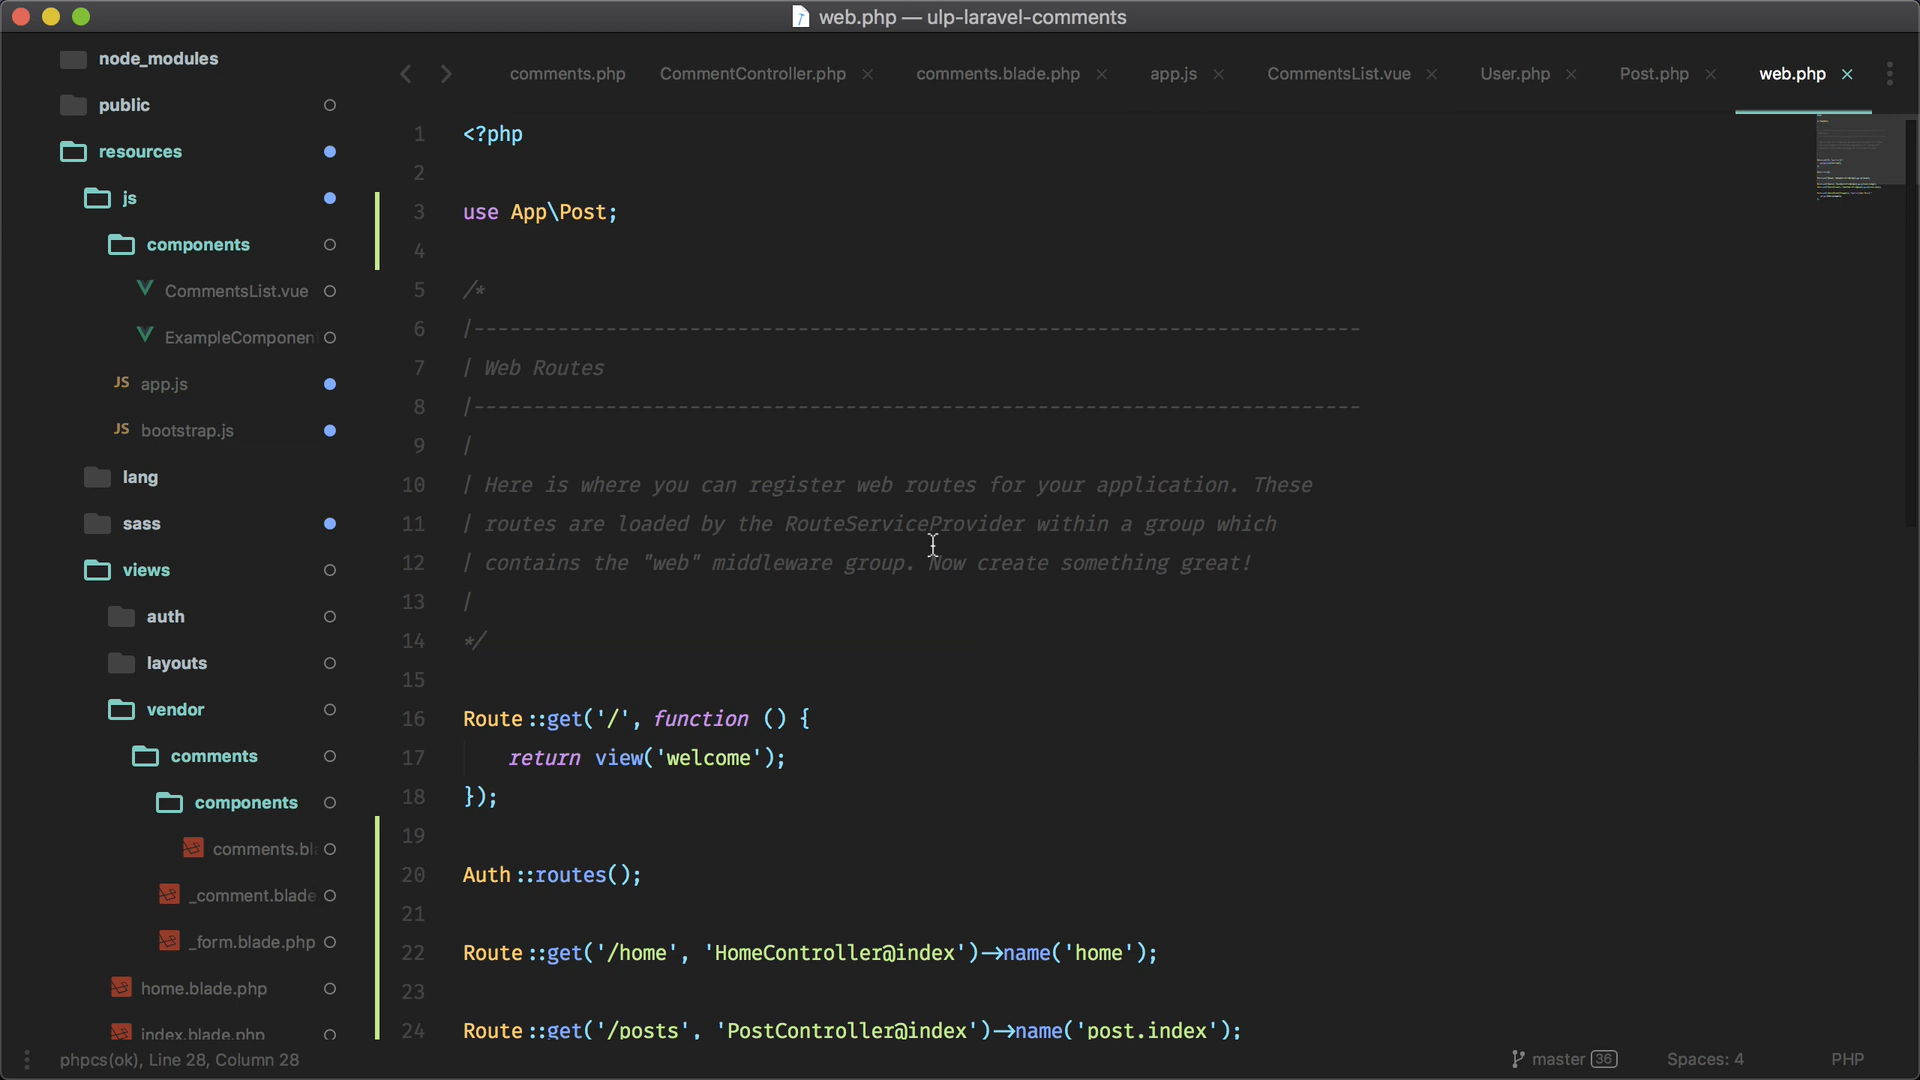 web.php — ulp-laravel-comments
node_modules
public
resources
js
components
CommentsList.vue
ExampleComponen
JS app.js
JS bootstrap.js
lang
sass
views
auth
layouts
vendor
comments
components
comments.bl
_comment.blade
_form.blade.php
home.blade.php
index.blade.php
comments.php CommentController.php × comments.blade.php × app.js × CommentsList.vue × User.php × Post.php × web.php ×
1 <?php
2
3 use App\Post;
4
5 /*
6 |--------------------------------------------------------------------------
7 | Web Routes
8 |--------------------------------------------------------------------------
9 |
10 | Here is where you can register web routes for your application. These
11 | routes are loaded by the RouteServiceProvider within a group which
12 | contains the "web" middleware group. Now create something great!
13 |
14 */
15
16 Route::get('/', function () {
17 return view('welcome');
18 });
19
20 Auth::routes();
21
22 Route::get('/home', 'HomeController@index')->name('home');
23
24 Route::get('/posts', 'PostController@index')->name('post.index');
phpcs(ok), Line 28, Column 28
master 36 Spaces: 4 PHP